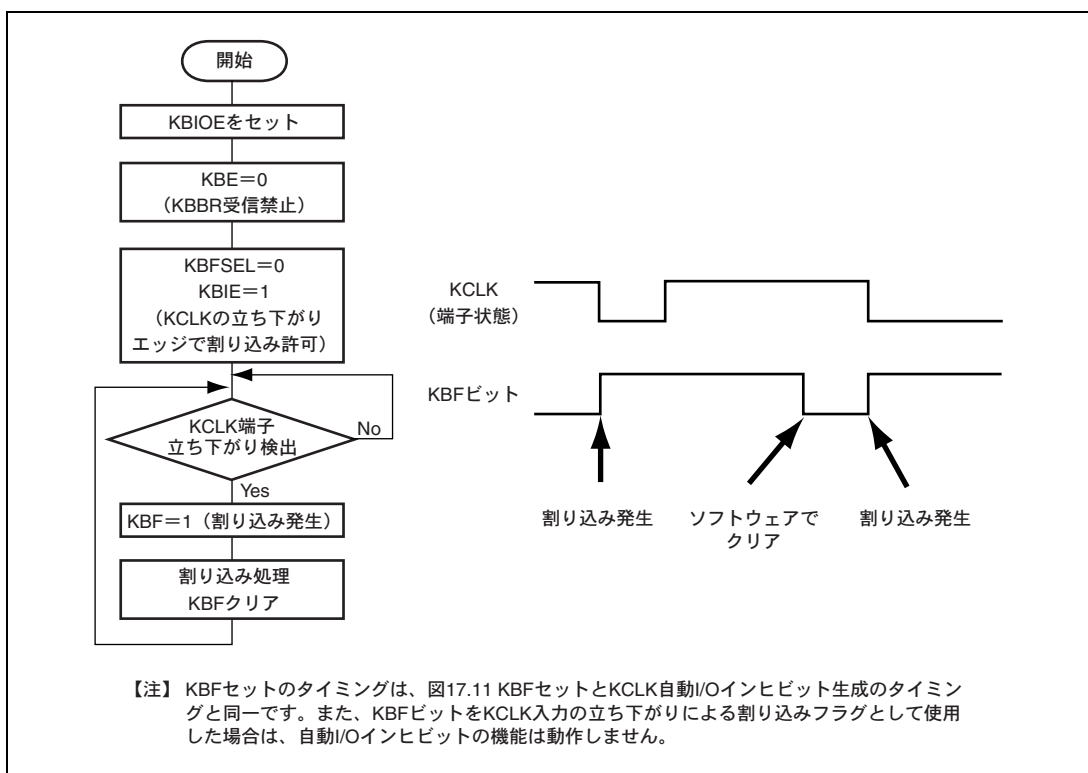 開始
KBIOEをセット
KBE＝0
（KBBR受信禁止）
KBFSEL＝0
KBIE＝1
（KCLKの立ち下がり
エッジで割り込み許可）
KCLK端子
立ち下がり検出
No
Yes
KBF＝1（割り込み発生）
割り込み処理
KBFクリア
KCLK
（端子状態）
KBFビット
割り込み発生
ソフトウェアで
クリア
割り込み発生
【注】 KBFセットのタイミングは、図17.11 KBFセットとKCLK自動I/Oインヒビット生成のタイミン
グと同一です。また、KBFビットをKCLK入力の立ち下がりによる割り込みフラグとして使用
した場合は、自動I/Oインヒビットの機能は動作しません。